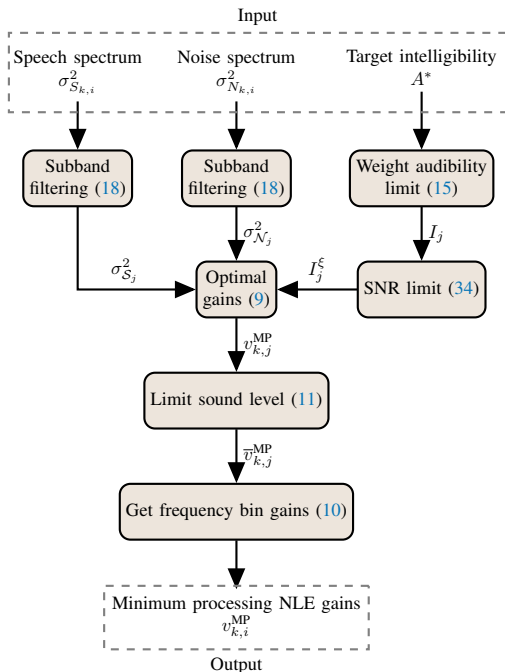 Input
Speech spectrum
σ²_{S_{k,i}}
Noise spectrum
σ²_{N_{k,i}}
Target intelligibility
A*
Subband
filtering (18)
Subband
filtering (18)
Weight audibility
limit (15)
σ²_{𝒩_j}
I_j
σ²_{𝒮_j}
Optimal
gains (9)
I_j^ξ
SNR limit (34)
v_{k,j}^{MP}
Limit sound level (11)
v̅_{k,j}^{MP}
Get frequency bin gains (10)
Minimum processing NLE gains
v_{k,i}^{MP}
Output